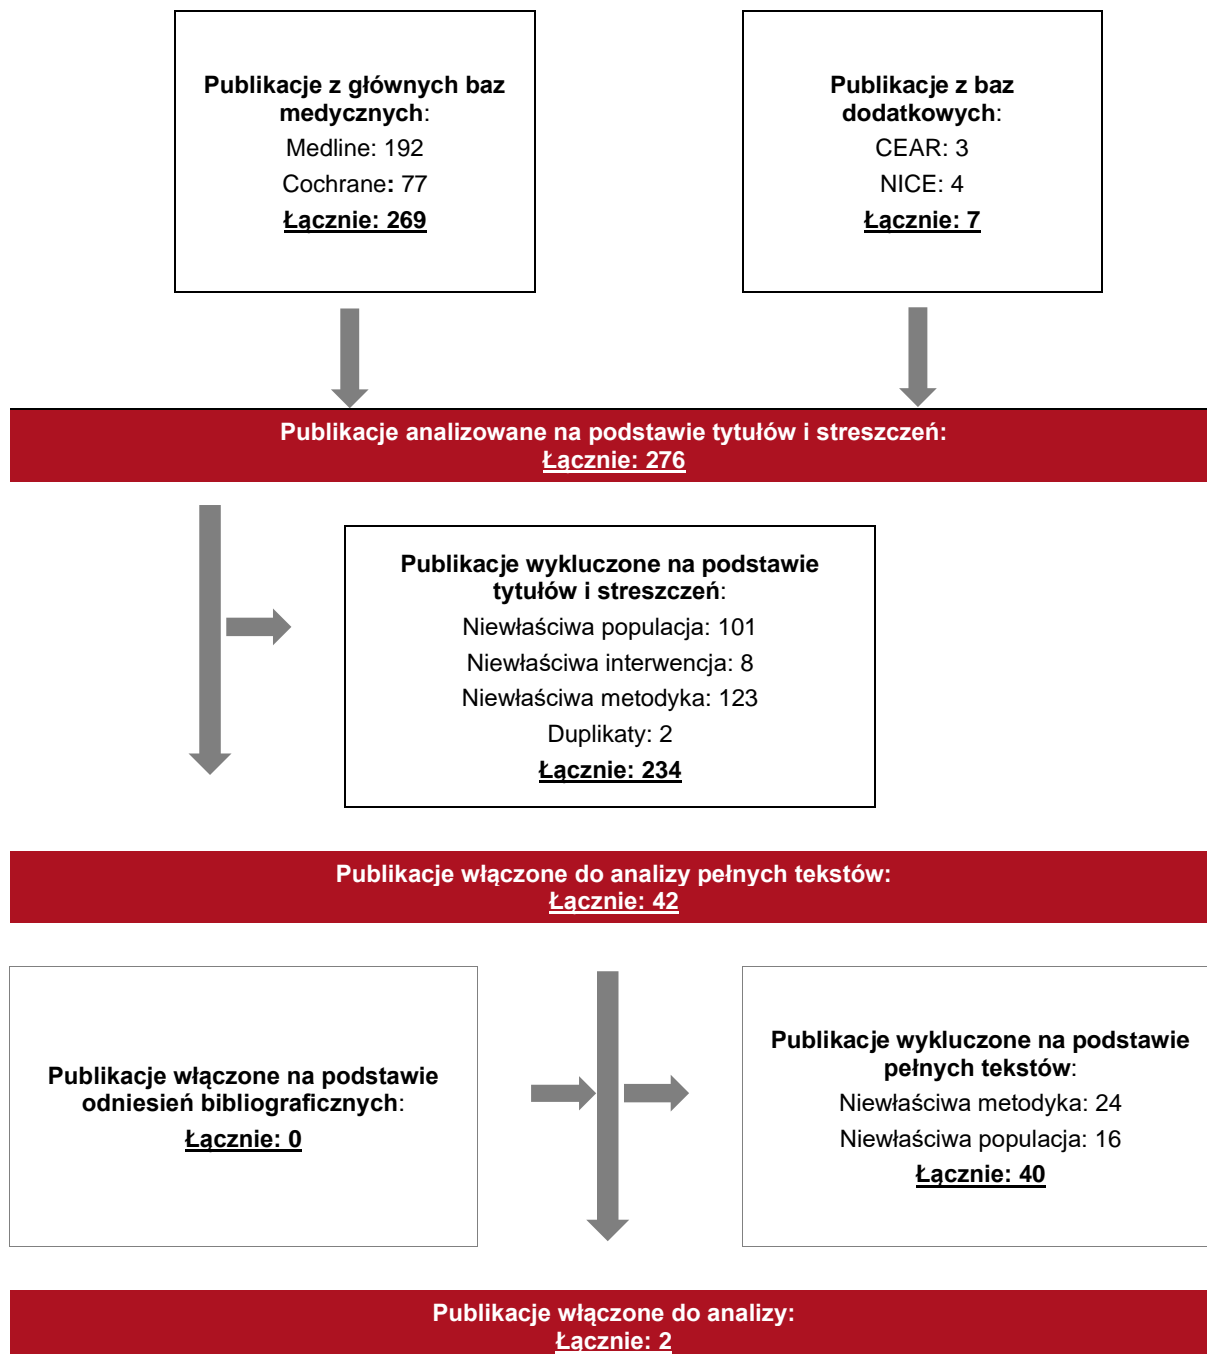 Publikacje z głównych baz
medycznych:
Medline: 192
Cochrane: 77
Łącznie: 269
Publikacje z baz
dodatkowych:
CEAR: 3
NICE: 4
Łącznie: 7
Publikacje analizowane na podstawie tytułów i streszczeń:
Łącznie: 276
Publikacje wykluczone na podstawie
tytułów i streszczeń:
Niewłaściwa populacja: 101
Niewłaściwa interwencja: 8
Niewłaściwa metodyka: 123
Duplikaty: 2
Łącznie: 234
Publikacje włączone do analizy pełnych tekstów:
Łącznie: 42
Publikacje włączone na podstawie
odniesień bibliograficznych:
Łącznie: 0
Publikacje wykluczone na podstawie
pełnych tekstów:
Niewłaściwa metodyka: 24
Niewłaściwa populacja: 16
Łącznie: 40
Publikacje włączone do analizy:
Łącznie: 2